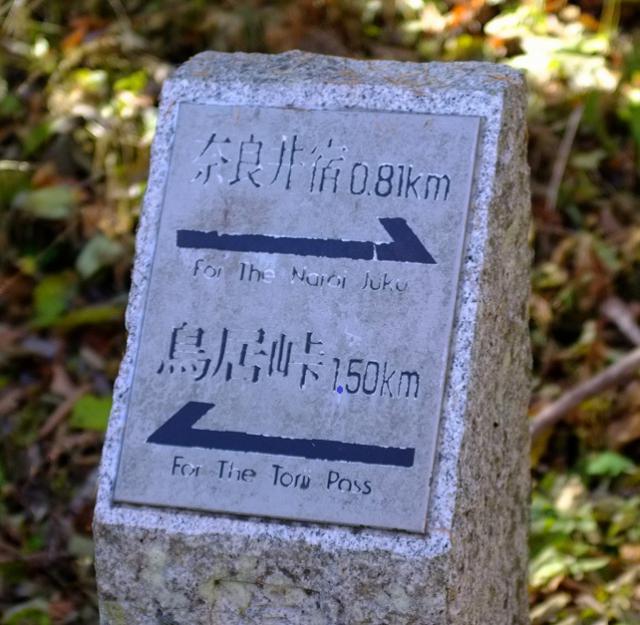 奈良井宿 0.81km
For The Narai Juku
鳥居峠 1.50km
For The Torii Pass